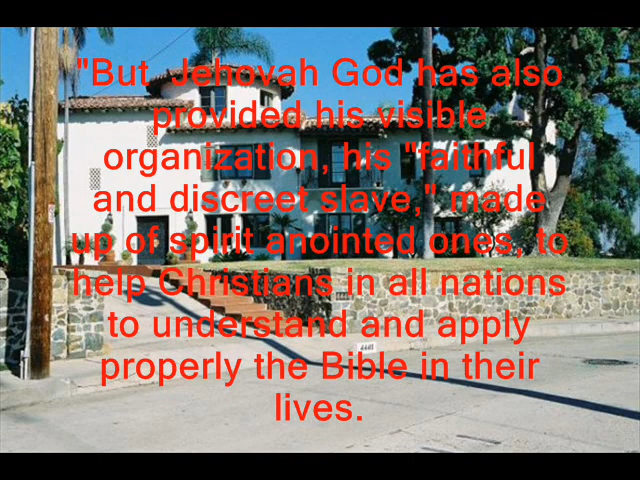 "But, Jehovah God has also
provided his visible
organization, his "faithful
and discreet slave," made
up of spirit anointed ones, to
help Christians in all nations
to understand and apply
properly the Bible in their
lives.